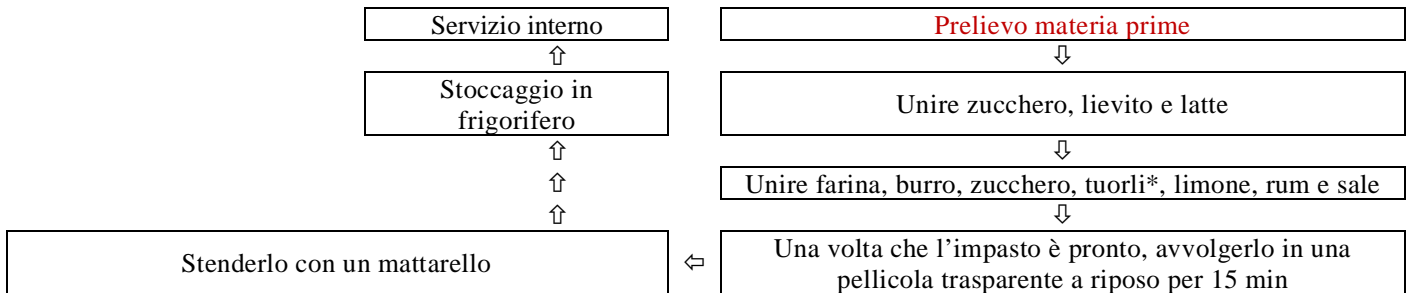 Servizio interno
Prelievo materia prime
⇧
⇩
Stoccaggio in
frigorifero
Unire zucchero, lievito e latte
⇧
⇩
⇧
Unire farina, burro, zucchero, tuorli*, limone, rum e sale
⇧
⇩
Stenderlo con un mattarello
⇦
Una volta che l’impasto è pronto, avvolgerlo in una
pellicola trasparente a riposo per 15 min